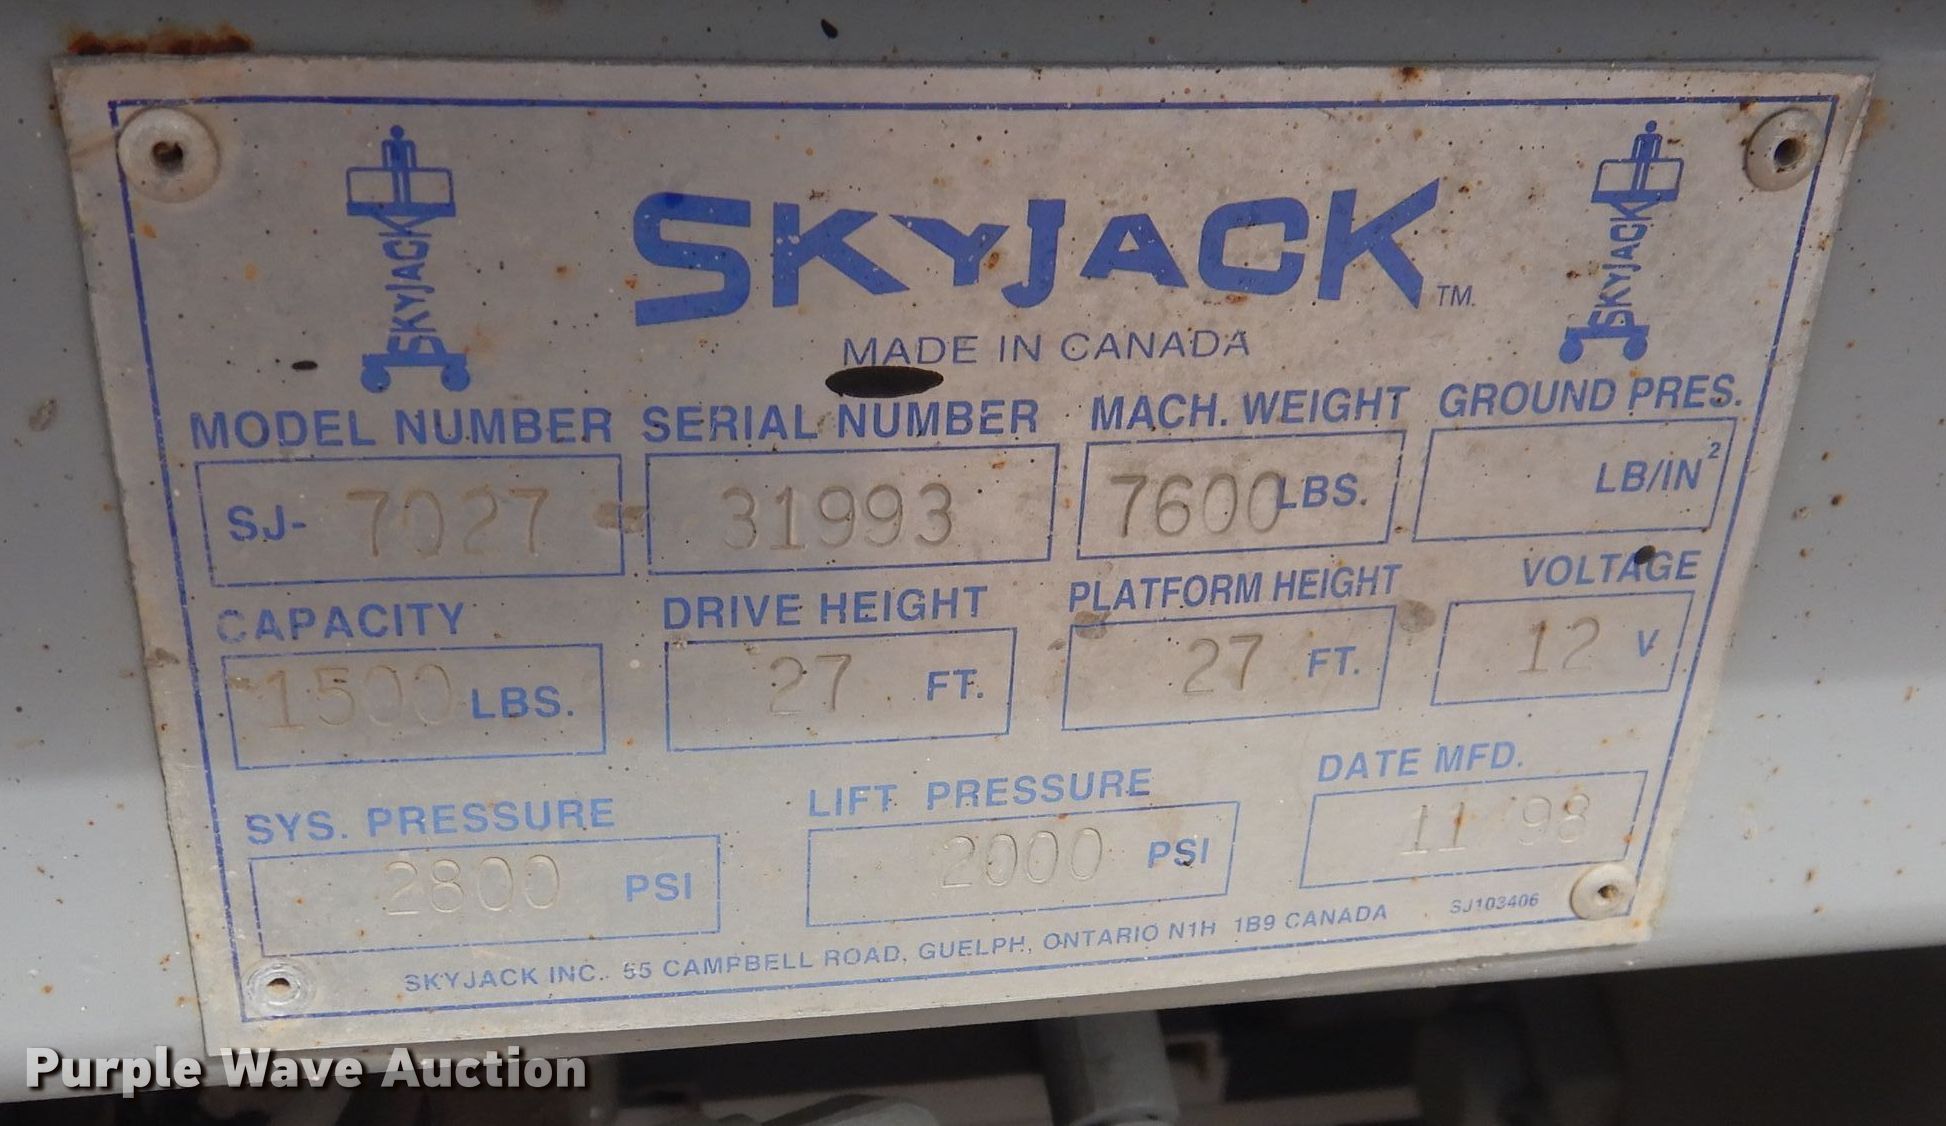 SKYJACK
SKYJACK TM.
SKYJACK
MADE IN CANADA
MODEL NUMBER SERIAL NUMBER MACH. WEIGHT GROUND PRES.
SJ- 7027 31993 7600 LBS. LB/IN²
CAPACITY DRIVE HEIGHT PLATFORM HEIGHT VOLTAGE
1500 LBS. 27 FT. 27 FT. 12 V
SYS. PRESSURE LIFT PRESSURE DATE MFD.
2800 PSI 2000 PSI 11 98
SKYJACK INC. 55 CAMPBELL ROAD, GUELPH, ONTARIO N1H 1B9 CANADA SJ103406
Purple Wave Auction